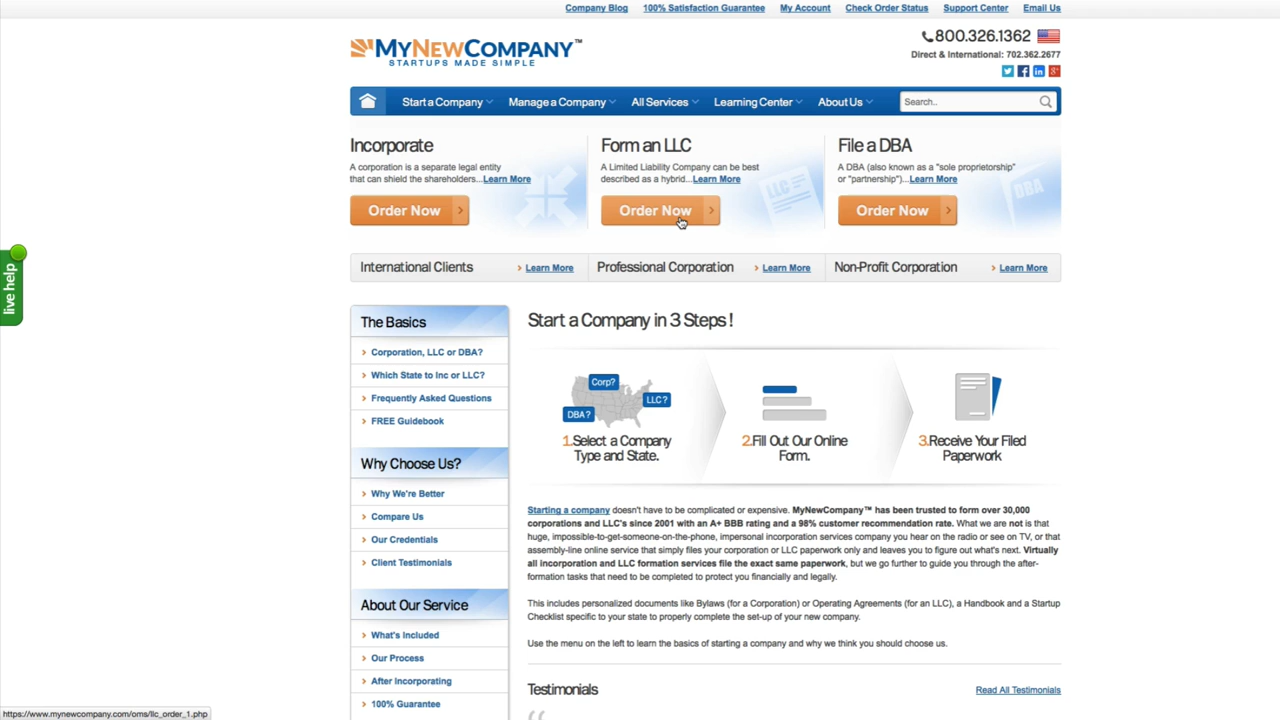 Company Blog 100% Satisfaction Guarantee My Account Check Order Status Support Center Email Us
MYNEWCOMPANY™
STARTUPS MADE SIMPLE
800.326.1362
Direct & International: 702.362.2677
Start a Company Manage a Company All Services Learning Center About Us Search..
Incorporate
A corporation is a separate legal entity
that can shield the shareholders...Learn More
Order Now
Form an LLC
A Limited Liability Company can be best
described as a hybrid...Learn More
Order Now
File a DBA
A DBA (also known as a "sole proprietorship"
or "partnership")...Learn More
Order Now
LLC
DBA
International Clients Learn More Professional Corporation Learn More Non-Profit Corporation Learn More
live help
The Basics
Corporation, LLC or DBA?
Which State to Inc or LLC?
Frequently Asked Questions
FREE Guidebook
Why Choose Us?
Why We're Better
Compare Us
Our Credentials
Client Testimonials
About Our Service
What's Included
Our Process
After Incorporating
100% Guarantee
Start a Company in 3 Steps !
Corp?
LLC ?
DBA?
1.Select a Company
Type and State.
2.Fill Out Our Online
Form.
3.Receive Your Filed
Paperwork
Starting a company doesn't have to be complicated or expensive. MyNewCompany™ has been trusted to form over 30,000
corporations and LLC's since 2001 with an A+ BBB rating and a 98% customer recommendation rate. What we are not is that
huge, impossible-to-get-someone-on-the-phone, impersonal incorporation services company you hear on the radio or see on TV, or that
assembly-line online service that simply files your corporation or LLC paperwork only and leaves you to figure out what's next. Virtually
all incorporation and LLC formation services file the exact same paperwork, but we go further to guide you through the after-
formation tasks that need to be completed to protect you financially and legally.
This includes personalized documents like Bylaws (for a Corporation) or Operating Agreements (for an LLC), a Handbook and a Startup
Checklist specific to your state to properly complete the set-up of your new company.
Use the menu on the left to learn the basics of starting a company and why we think you should choose us.
Testimonials Read All Testimonials
https://www.mynewcompany.com/oms/llc_order_1.php